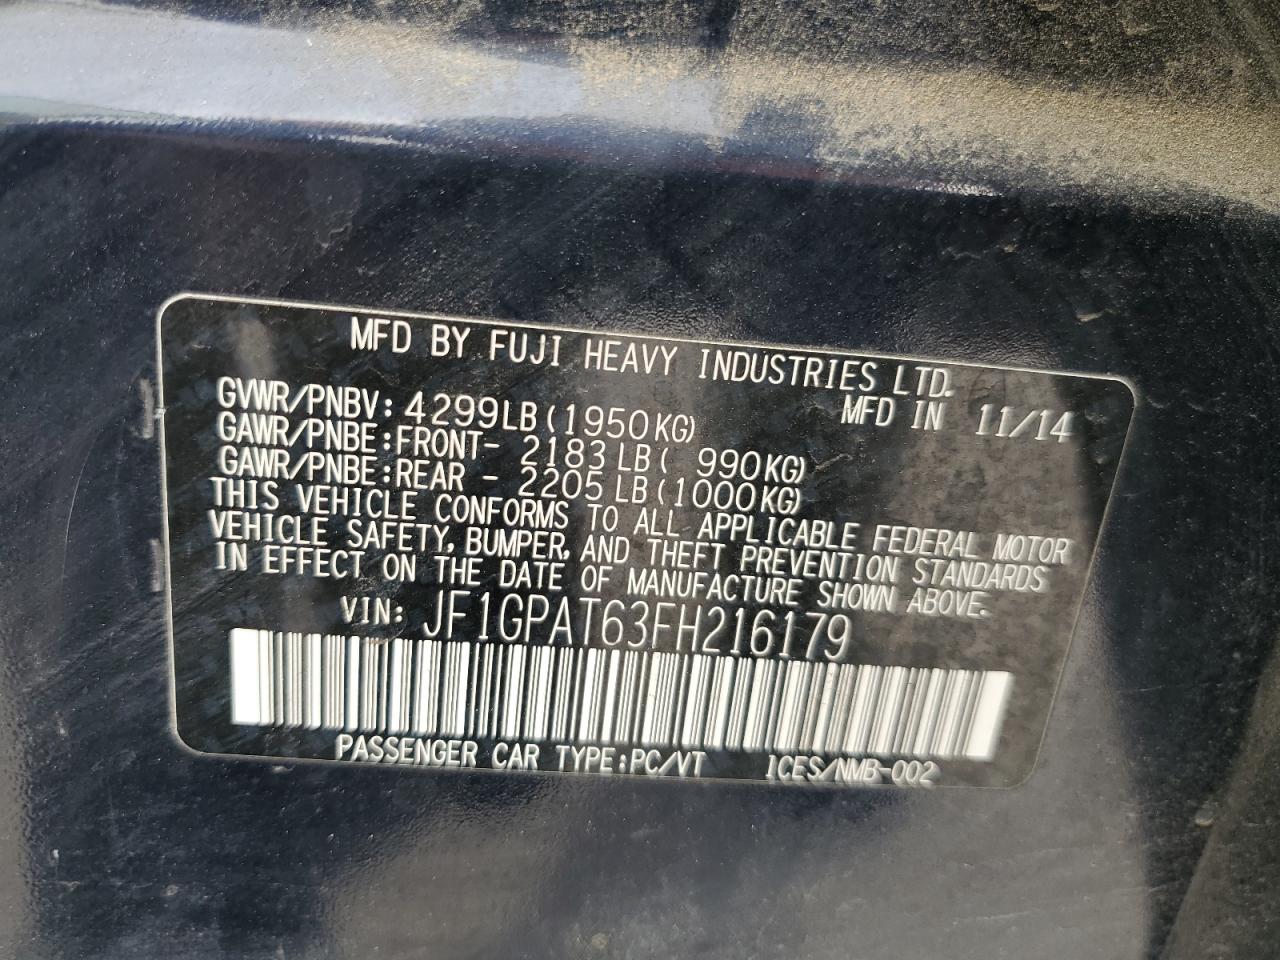 MFD BY FUJI HEAVY INDUSTRIES LTD.
GVWR/PNBV: 4299LB (1950KG) MFD IN 11/14
GAWR/PNBE:FRONT- 2183LB( 990KG)
GAWR/PNBE:REAR - 2205LB(1000KG)
THIS VEHICLE CONFORMS TO ALL APPLICABLE FEDERAL MOTOR
VEHICLE SAFETY, BUMPER, AND THEFT PREVENTION STANDARDS
IN EFFECT ON THE DATE OF MANUFACTURE SHOWN ABOVE.
VIN: JF1GPAT63FH216179
PASSENGER CAR TYPE:PC/VT ICES/NMB-002